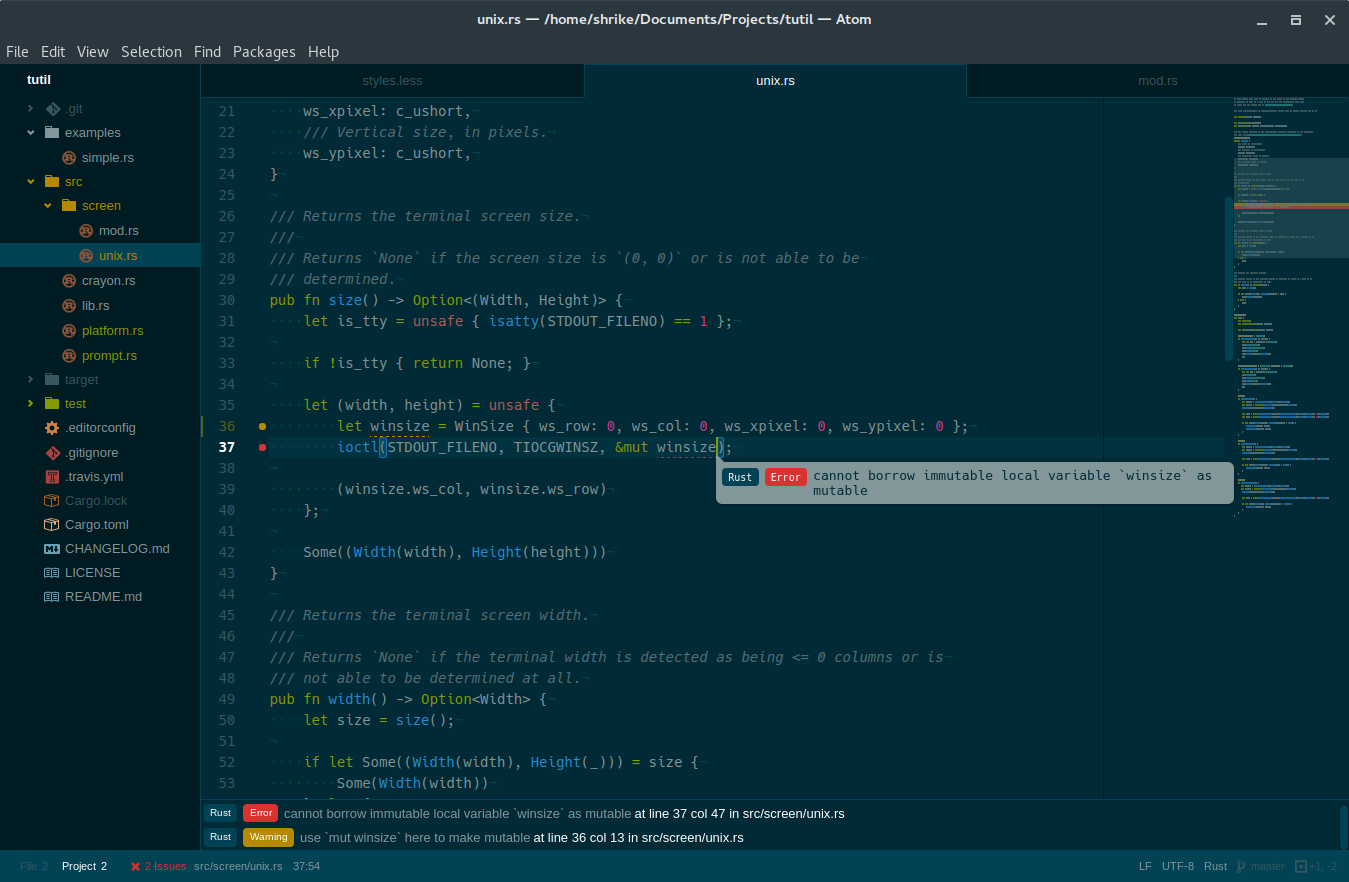 unix.rs — /home/shrike/Documents/Projects/tutil — Atom
File Edit View Selection Find Packages Help
tutil
.git
examples
simple.rs
src
screen
mod.rs
unix.rs
crayon.rs
lib.rs
platform.rs
prompt.rs
target
test
.editorconfig
.gitignore
.travis.yml
Cargo.lock
Cargo.toml
CHANGELOG.md
LICENSE
README.md
styles.less
unix.rs
mod.rs
21 ····ws_xpixel: c_ushort,¬
22 ····/// Vertical size, in pixels.¬
23 ····ws_ypixel: c_ushort,¬
24 }¬
25 ¬
26 /// Returns the terminal screen size.¬
27 ///¬
28 /// Returns `None` if the screen size is `(0, 0)` or is not able to be¬
29 /// determined.¬
30 pub fn size() -> Option<(Width, Height)> {¬
31 ····let is_tty = unsafe { isatty(STDOUT_FILENO) == 1 };¬
32 ¬
33 ····if !is_tty { return None; }¬
34 ¬
35 ····let (width, height) = unsafe {¬
36 ········let winsize = WinSize { ws_row: 0, ws_col: 0, ws_xpixel: 0, ws_ypixel: 0 };¬
37 ········ioctl(STDOUT_FILENO, TIOCGWINSZ, &mut winsize);¬
38 ¬
39 ········(winsize.ws_col, winsize.ws_row)¬
40 ····};¬
41 ¬
42 ····Some((Width(width), Height(height)))¬
43 }¬
44 ¬
45 /// Returns the terminal screen width.¬
46 ///¬
47 /// Returns `None` if the terminal width is detected as being <= 0 columns or is¬
48 /// not able to be determined at all.¬
49 pub fn width() -> Option<Width> {¬
50 ····let size = size();¬
51 ¬
52 ····if let Some((Width(width), Height(_))) = size {¬
53 ········Some(Width(width))¬
Rust Error cannot borrow immutable local variable `winsize` as
mutable
Rust Error cannot borrow immutable local variable `winsize` as mutable at line 37 col 47 in src/screen/unix.rs
Rust Warning use `mut winsize` here to make mutable at line 36 col 13 in src/screen/unix.rs
File 2 Project 2 2 Issues src/screen/unix.rs 37:54 LF UTF-8 Rust master +1, -2